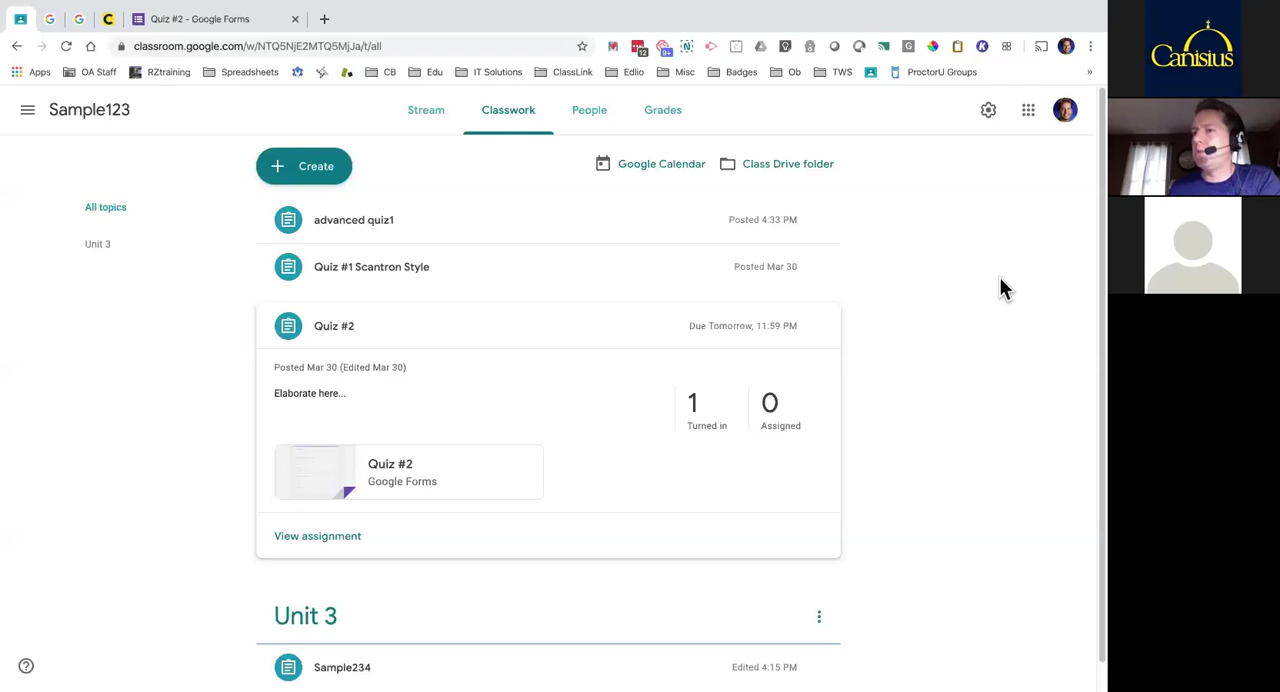 Quiz #2 - Google Forms
classroom.google.com/w/NTQ5NjE2MTQ5MjJa/t/all
12
9+
Apps
OA Staff
RZtraining
Spreadsheets
CB
Edu
IT Solutions
ClassLink
Edlio
Misc
Badges
Ob
TWS
ProctorU Groups
»
Sample123
Stream
Classwork
People
Grades
Create
Google Calendar
Class Drive folder
All topics
Unit 3
advanced quiz1
Posted 4:33 PM
Quiz #1 Scantron Style
Posted Mar 30
Quiz #2
Due Tomorrow, 11:59 PM
Posted Mar 30 (Edited Mar 30)
Elaborate here...
1
Turned in
0
Assigned
Quiz #2
Google Forms
View assignment
Unit 3
Sample234
Edited 4:15 PM
Canisius